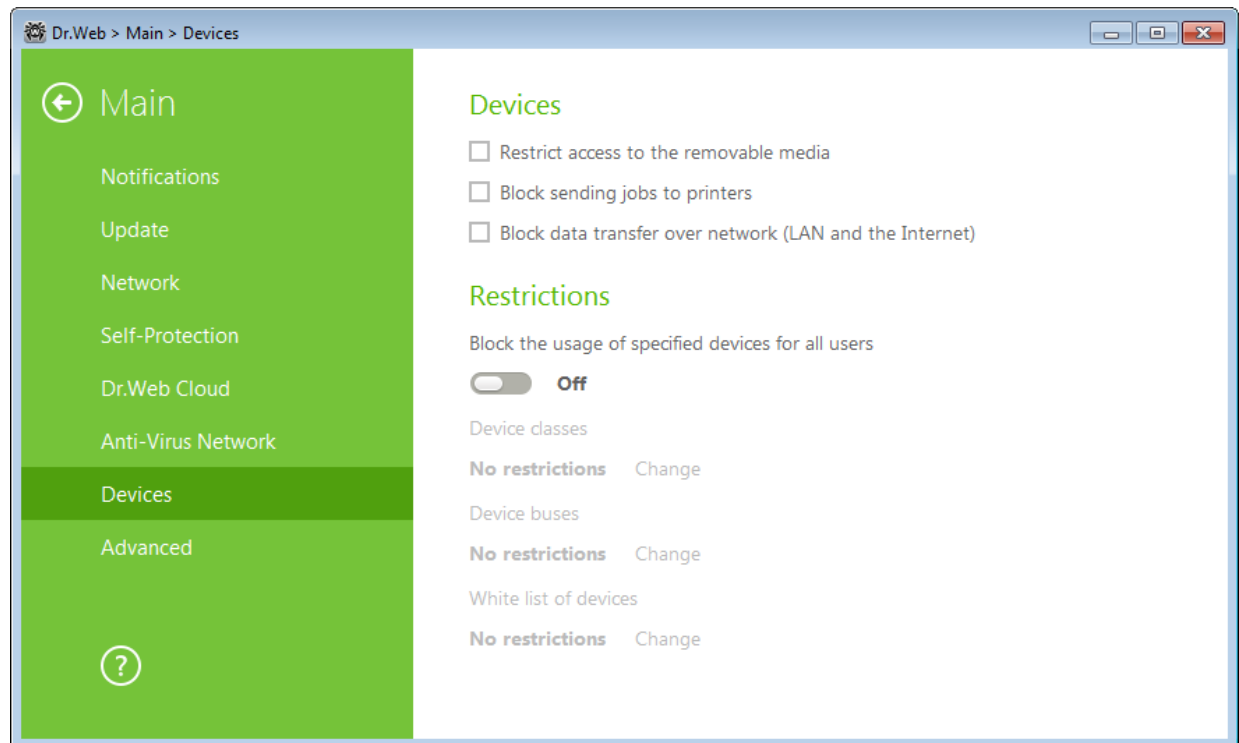 Dr.Web > Main > Devices
Main
Notifications
Update
Network
Self-Protection
Dr.Web Cloud
Anti-Virus Network
Devices
Advanced
?
Devices
Restrict access to the removable media
Block sending jobs to printers
Block data transfer over network (LAN and the Internet)
Restrictions
Block the usage of specified devices for all users
Off
Device classes
No restrictions Change
Device buses
No restrictions Change
White list of devices
No restrictions Change